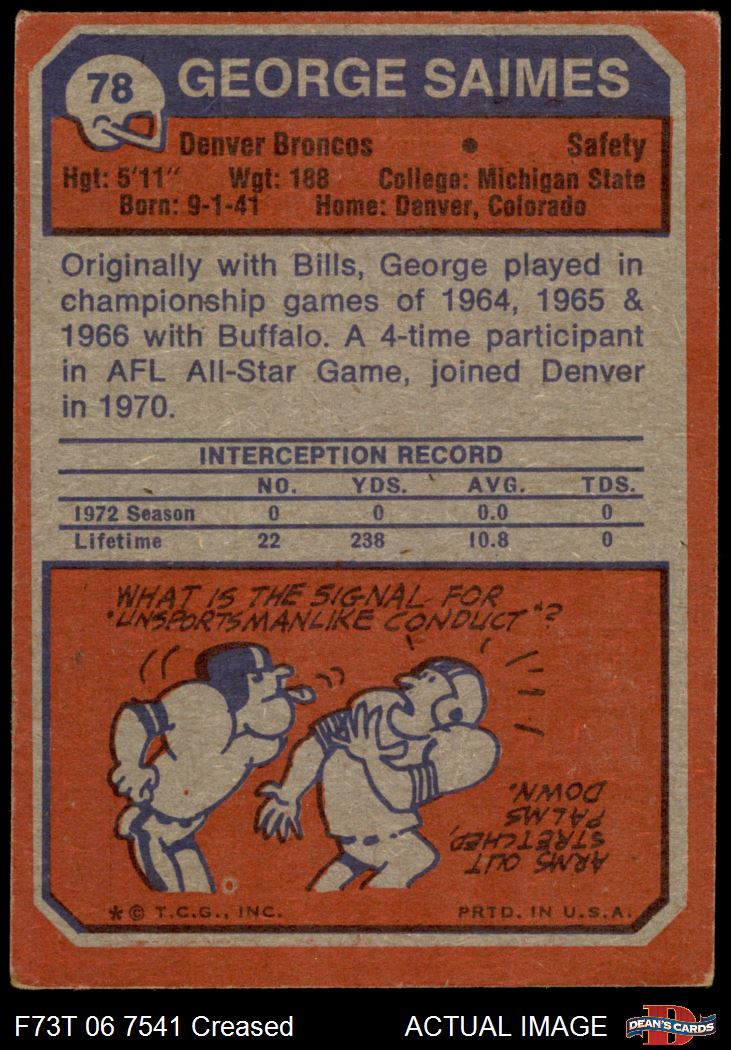 78
GEORGE SAIMES
Denver Broncos • Safety
Hgt: 5'11" Wgt: 188 College: Michigan State
Born: 9-1-41 Home: Denver, Colorado
Originally with Bills, George played in
championship games of 1964, 1965 &
1966 with Buffalo. A 4-time participant
in AFL All-Star Game, joined Denver
in 1970.
INTERCEPTION RECORD
NO. YDS. AVG. TDS.
1972 Season 0 0 0.0 0
Lifetime 22 238 10.8 0
WHAT IS THE SIGNAL FOR
"UNSPORTSMANLIKE CONDUCT"?
ARMS OUT
STRETCHED,
PALMS
DOWN.
* © T.C.G., INC. PRTD. IN U.S.A.
F73T 06 7541 Creased ACTUAL IMAGE
D
DEAN'S CARDS